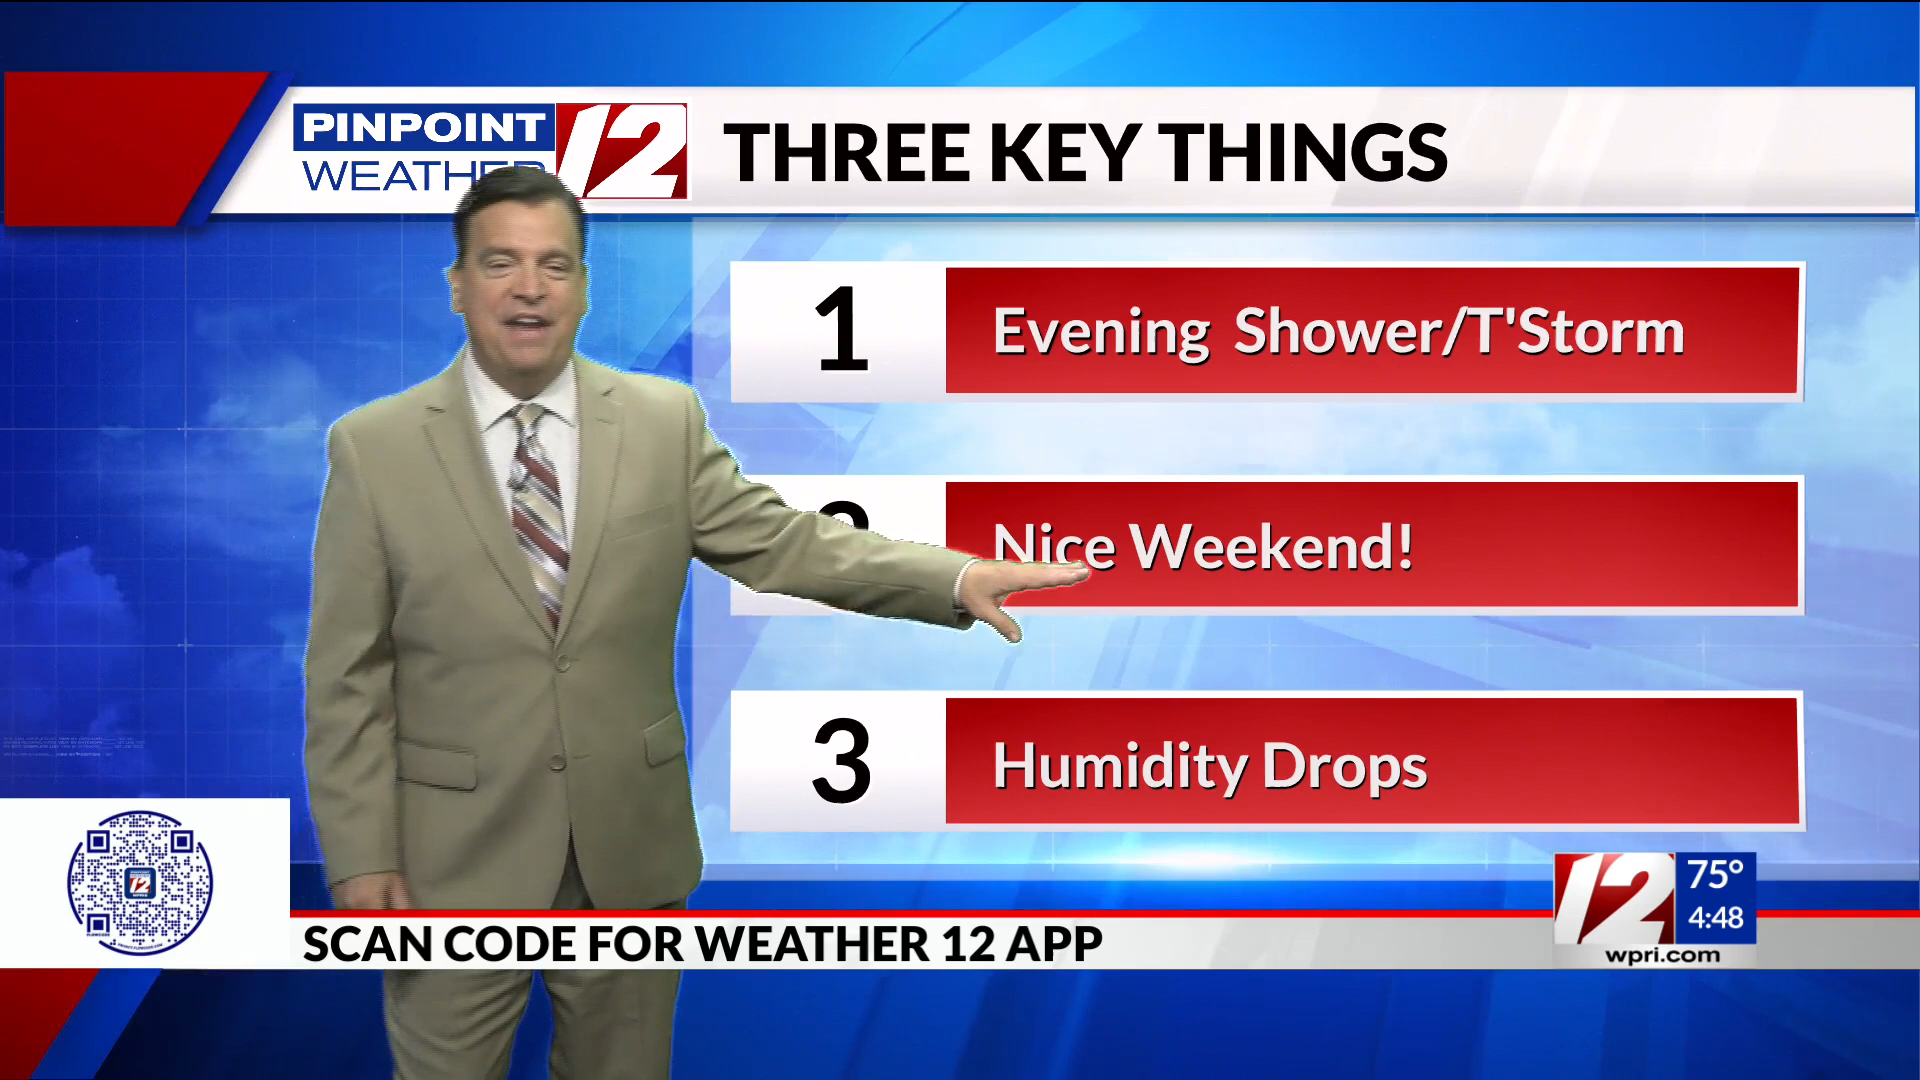 PINPOINT
WEATHER
12
THREE KEY THINGS
1
Evening Shower/T'Storm
Nice Weekend!
3
Humidity Drops
12
75°
4:48
wpri.com
12
SCAN CODE FOR WEATHER 12 APP